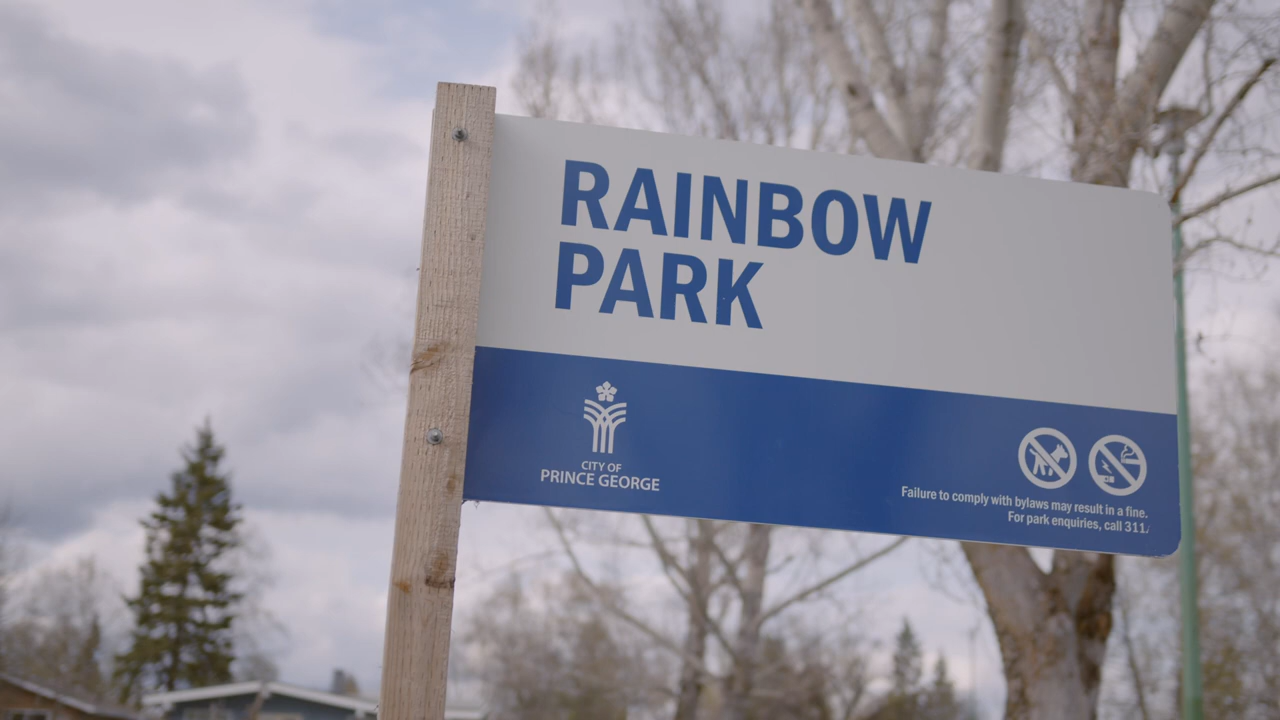 RAINBOW
PARK
CITY OF
PRINCE GEORGE
Failure to comply with bylaws may result in a fine.
For park enquiries, call 311.